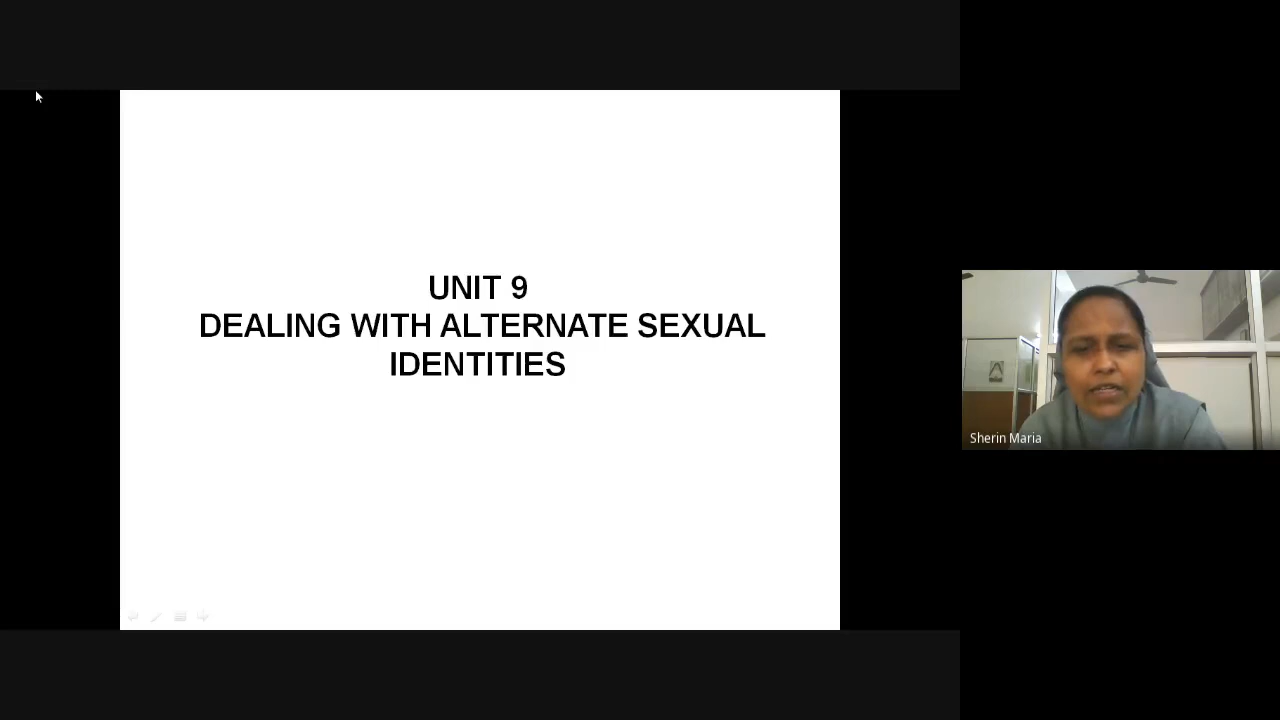 UNIT 9
DEALING WITH ALTERNATE SEXUAL
IDENTITIES
Sherin Maria